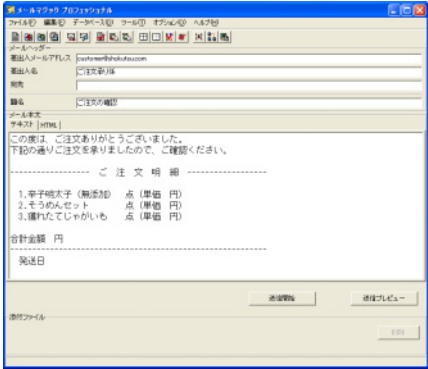 メールマジック プロフェッショナル
ファイル(F) 編集(E) データベース(D) ツール(T) オプション(O) ヘルプ(H)
メールヘッダー
差出人メールアドレス customer@shokutsu.com
差出人名 ご注文承り係
宛先
題名 ご注文の確認
メール本文
テキスト HTML
この度は、ご注文ありがとうございました。
下記の通りご注文を承りましたので、ご確認ください。
---------------- ご 注 文 明 細 ----------------
1.辛子明太子（無添加） 点（単価 円）
2.そうめんセット 点（単価 円）
3.獲れたてじゃがいも 点（単価 円）
合計金額 円
------------------------------------------------
発送日
送信開始 送信プレビュー
添付ファイル